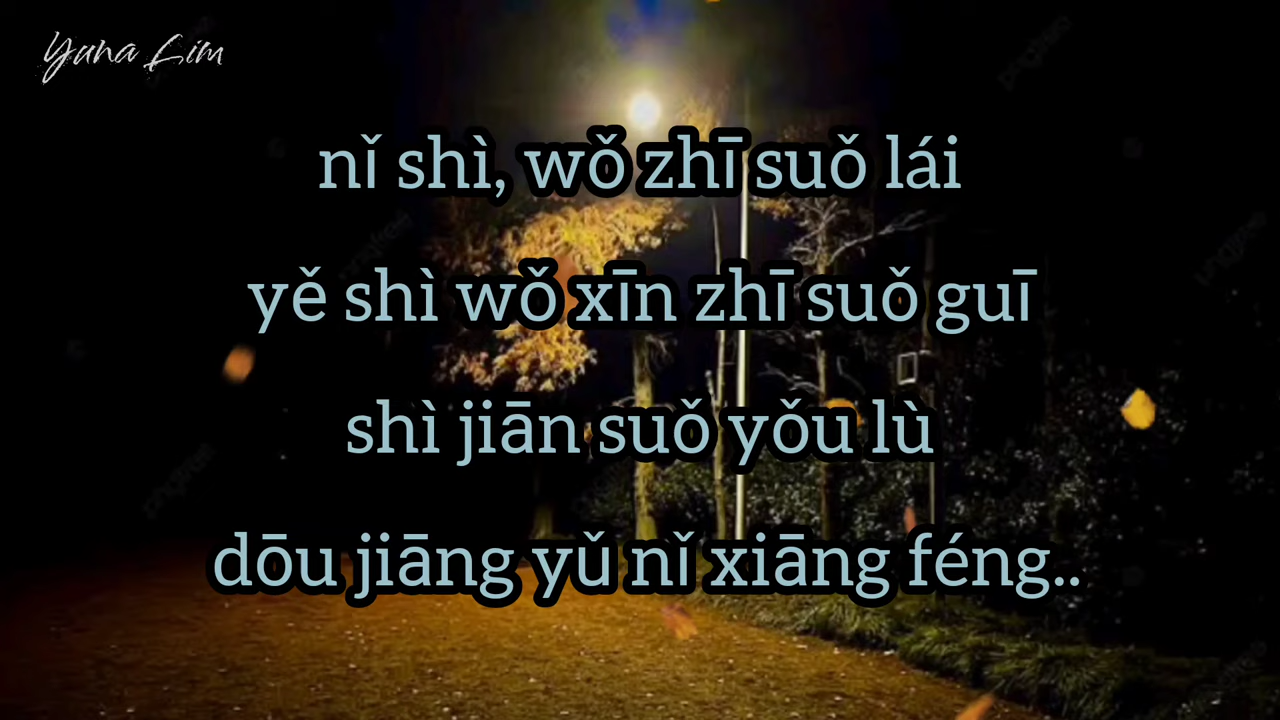 Yuna Lim
nǐ shì, wǒ zhī suǒ lái
yě shì wǒ xīn zhī suǒ guī
shì jiān suǒ yǒu lù
dōu jiāng yǔ nǐ xiāng féng..